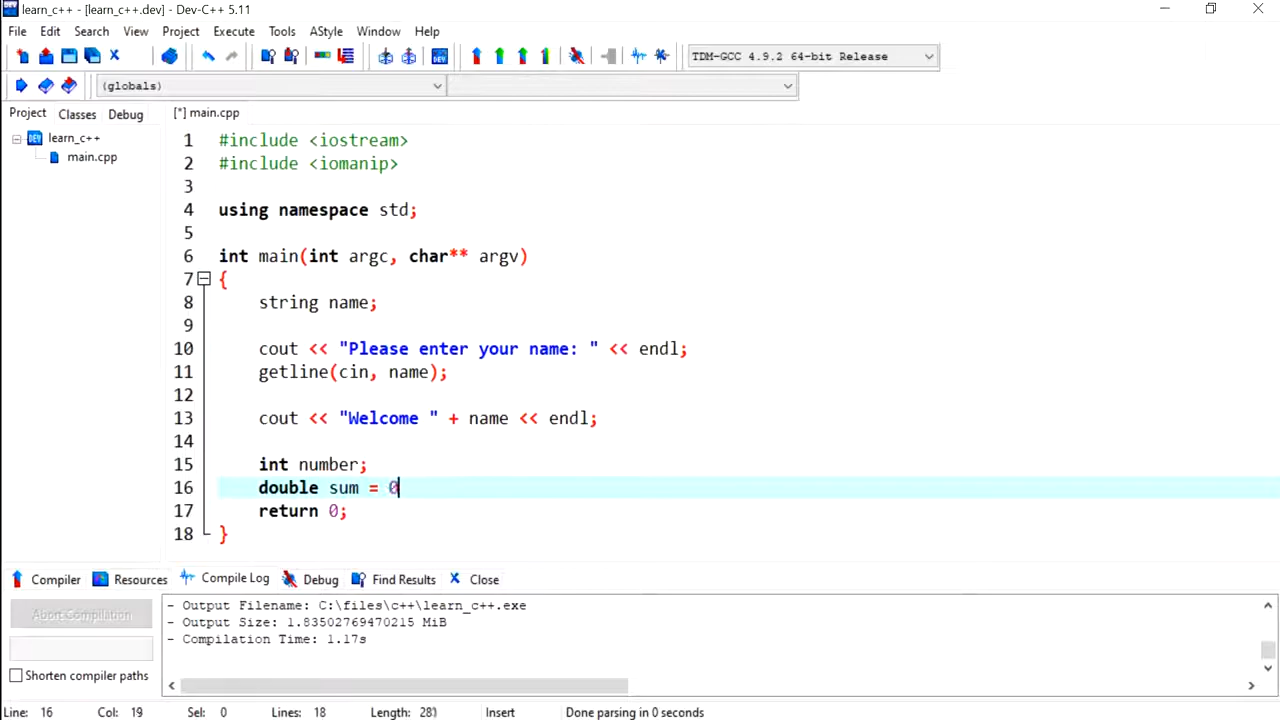 learn_c++ - [learn_c++.dev] - Dev-C++ 5.11
File Edit Search View Project Execute Tools AStyle Window Help
TDM-GCC 4.9.2 64-bit Release
(globals)
Project Classes Debug
[*] main.cpp
learn_c++
main.cpp
1 #include <iostream>
2 #include <iomanip>
3
4 using namespace std;
5
6 int main(int argc, char** argv)
7 {
8 string name;
9
10 cout << "Please enter your name: " << endl;
11 getline(cin, name);
12
13 cout << "Welcome " + name << endl;
14
15 int number;
16 double sum = 0
17 return 0;
18 }
Compiler Resources Compile Log Debug Find Results Close
Abort Compilation
Shorten compiler paths
- Output Filename: C:\files\c++\learn_c++.exe
- Output Size: 1.83502769470215 MiB
- Compilation Time: 1.17s
Line: 16 Col: 19 Sel: 0 Lines: 18 Length: 281 Insert Done parsing in 0 seconds